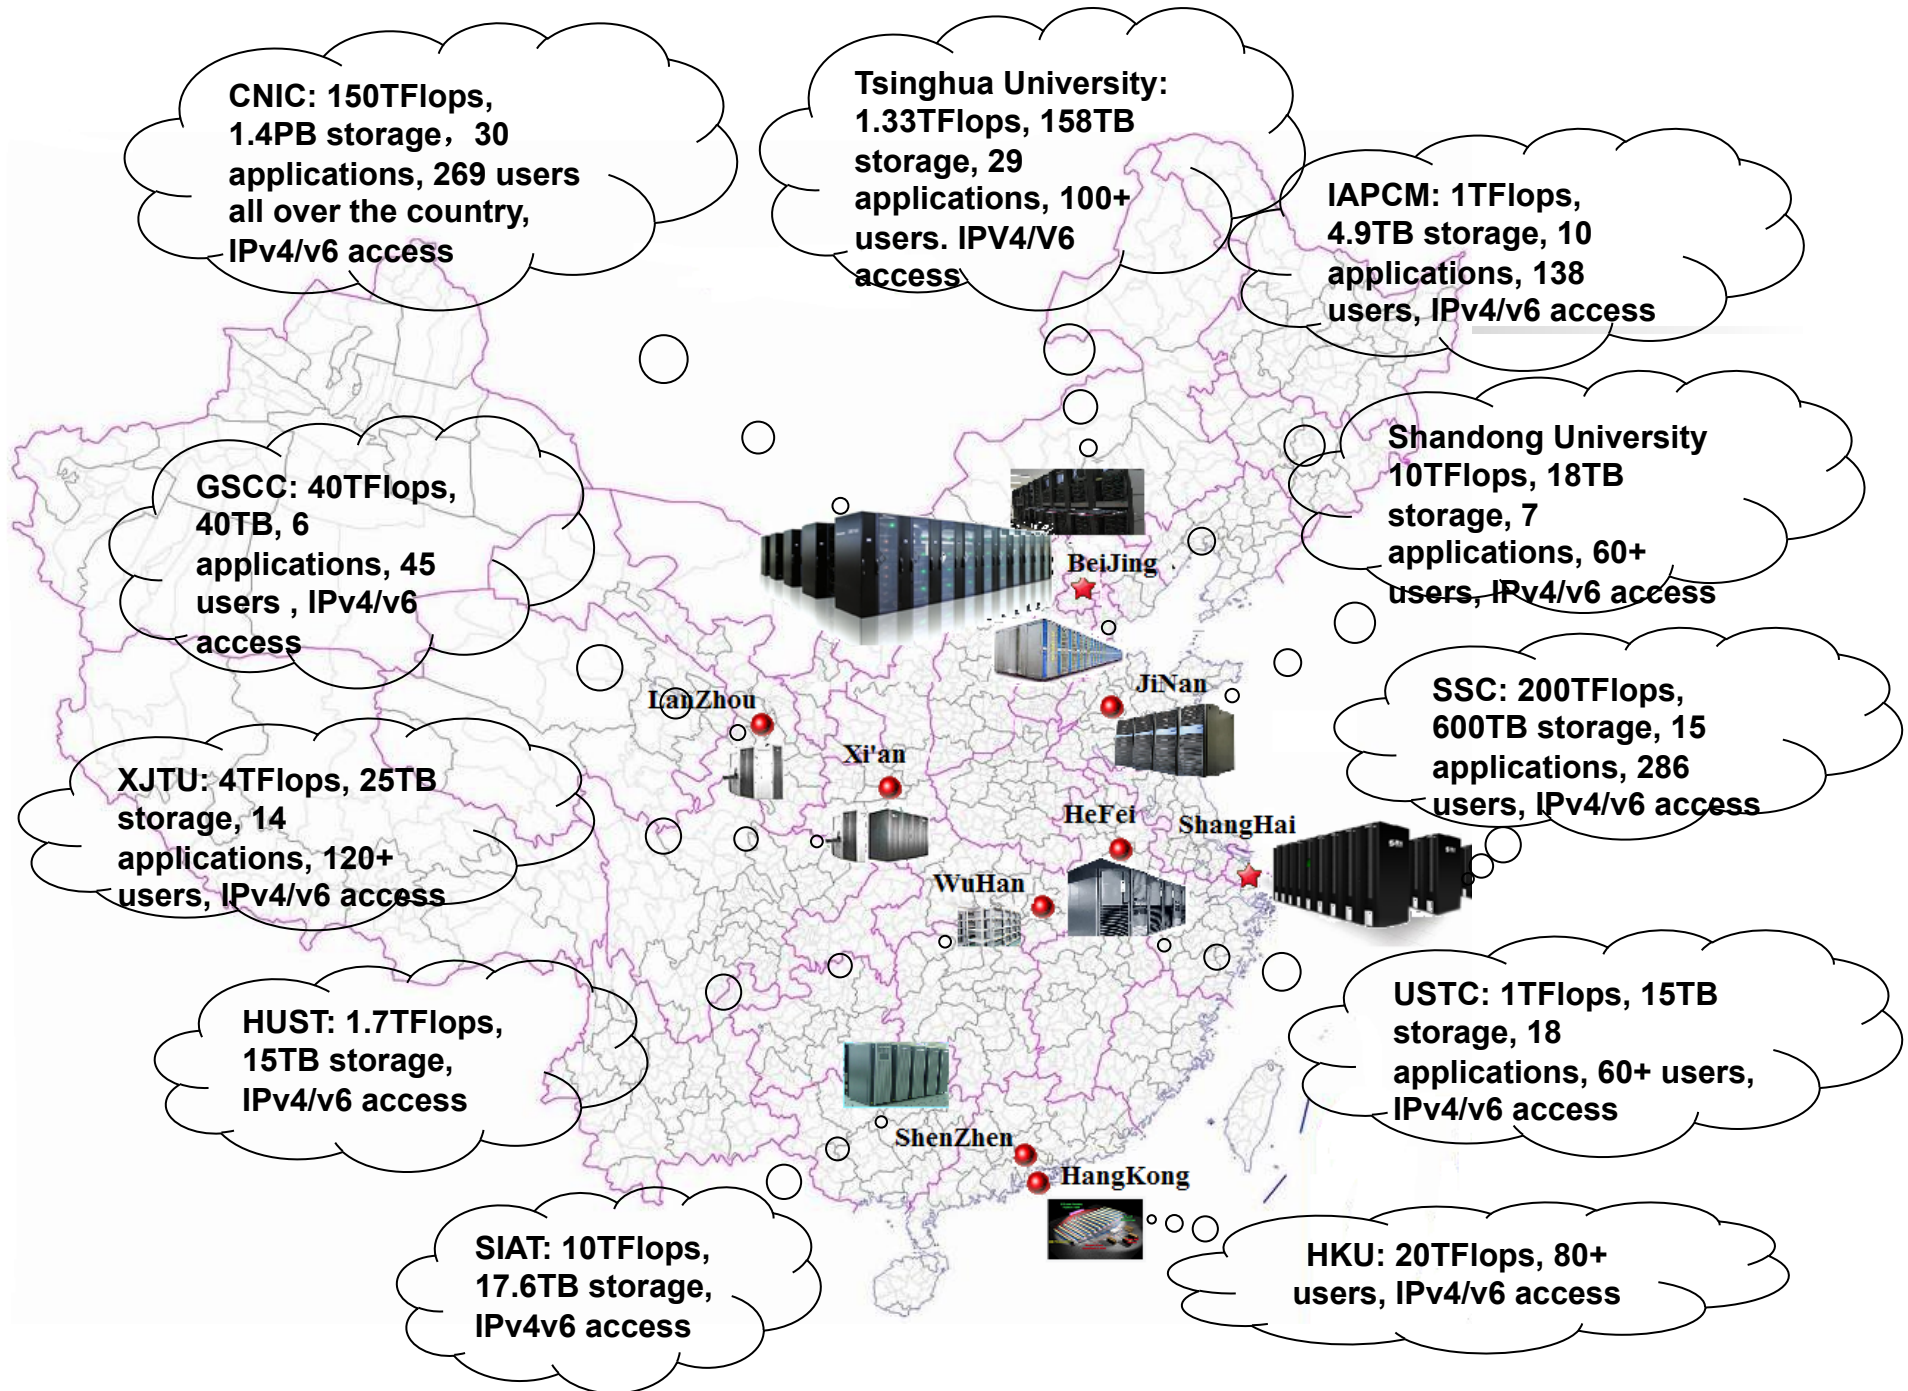 CNIC: 150TFlops,
1.4PB storage，30
applications, 269 users
all over the country,
IPv4/v6 access
Tsinghua University:
1.33TFlops, 158TB
storage, 29
applications, 100+
users. IPV4/V6
access
IAPCM: 1TFlops,
4.9TB storage, 10
applications, 138
users, IPv4/v6 access
GSCC: 40TFlops,
40TB, 6
applications, 45
users , IPv4/v6
access
Shandong University
10TFlops, 18TB
storage, 7
applications, 60+
users, IPv4/v6 access
BeiJing
JiNan
LanZhou
Xi'an
HeFei
ShangHai
WuHan
SSC: 200TFlops,
600TB storage, 15
applications, 286
users, IPv4/v6 access
XJTU: 4TFlops, 25TB
storage, 14
applications, 120+
users, IPv4/v6 access
HUST: 1.7TFlops,
15TB storage,
IPv4/v6 access
USTC: 1TFlops, 15TB
storage, 18
applications, 60+ users,
IPv4/v6 access
ShenZhen
HangKong
SIAT: 10TFlops,
17.6TB storage,
IPv4v6 access
HKU: 20TFlops, 80+
users, IPv4/v6 access